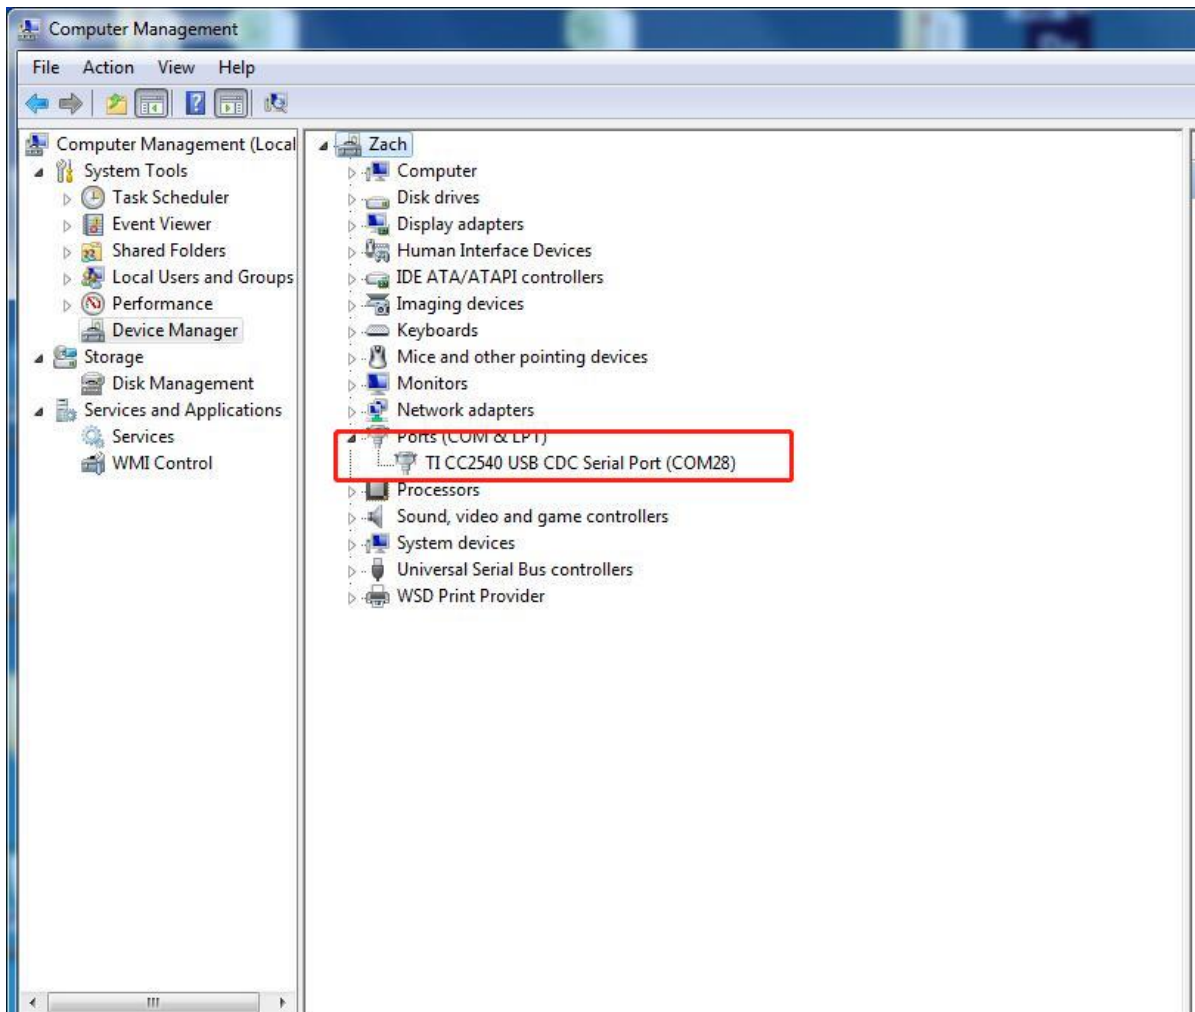 Computer Management
File Action View Help
Computer Management (Local
System Tools
Task Scheduler
Event Viewer
Shared Folders
Local Users and Groups
Performance
Device Manager
Storage
Disk Management
Services and Applications
Services
WMI Control
Zach
Computer
Disk drives
Display adapters
Human Interface Devices
IDE ATA/ATAPI controllers
Imaging devices
Keyboards
Mice and other pointing devices
Monitors
Network adapters
Ports (COM & LPT)
TI CC2540 USB CDC Serial Port (COM28)
Processors
Sound, video and game controllers
System devices
Universal Serial Bus controllers
WSD Print Provider